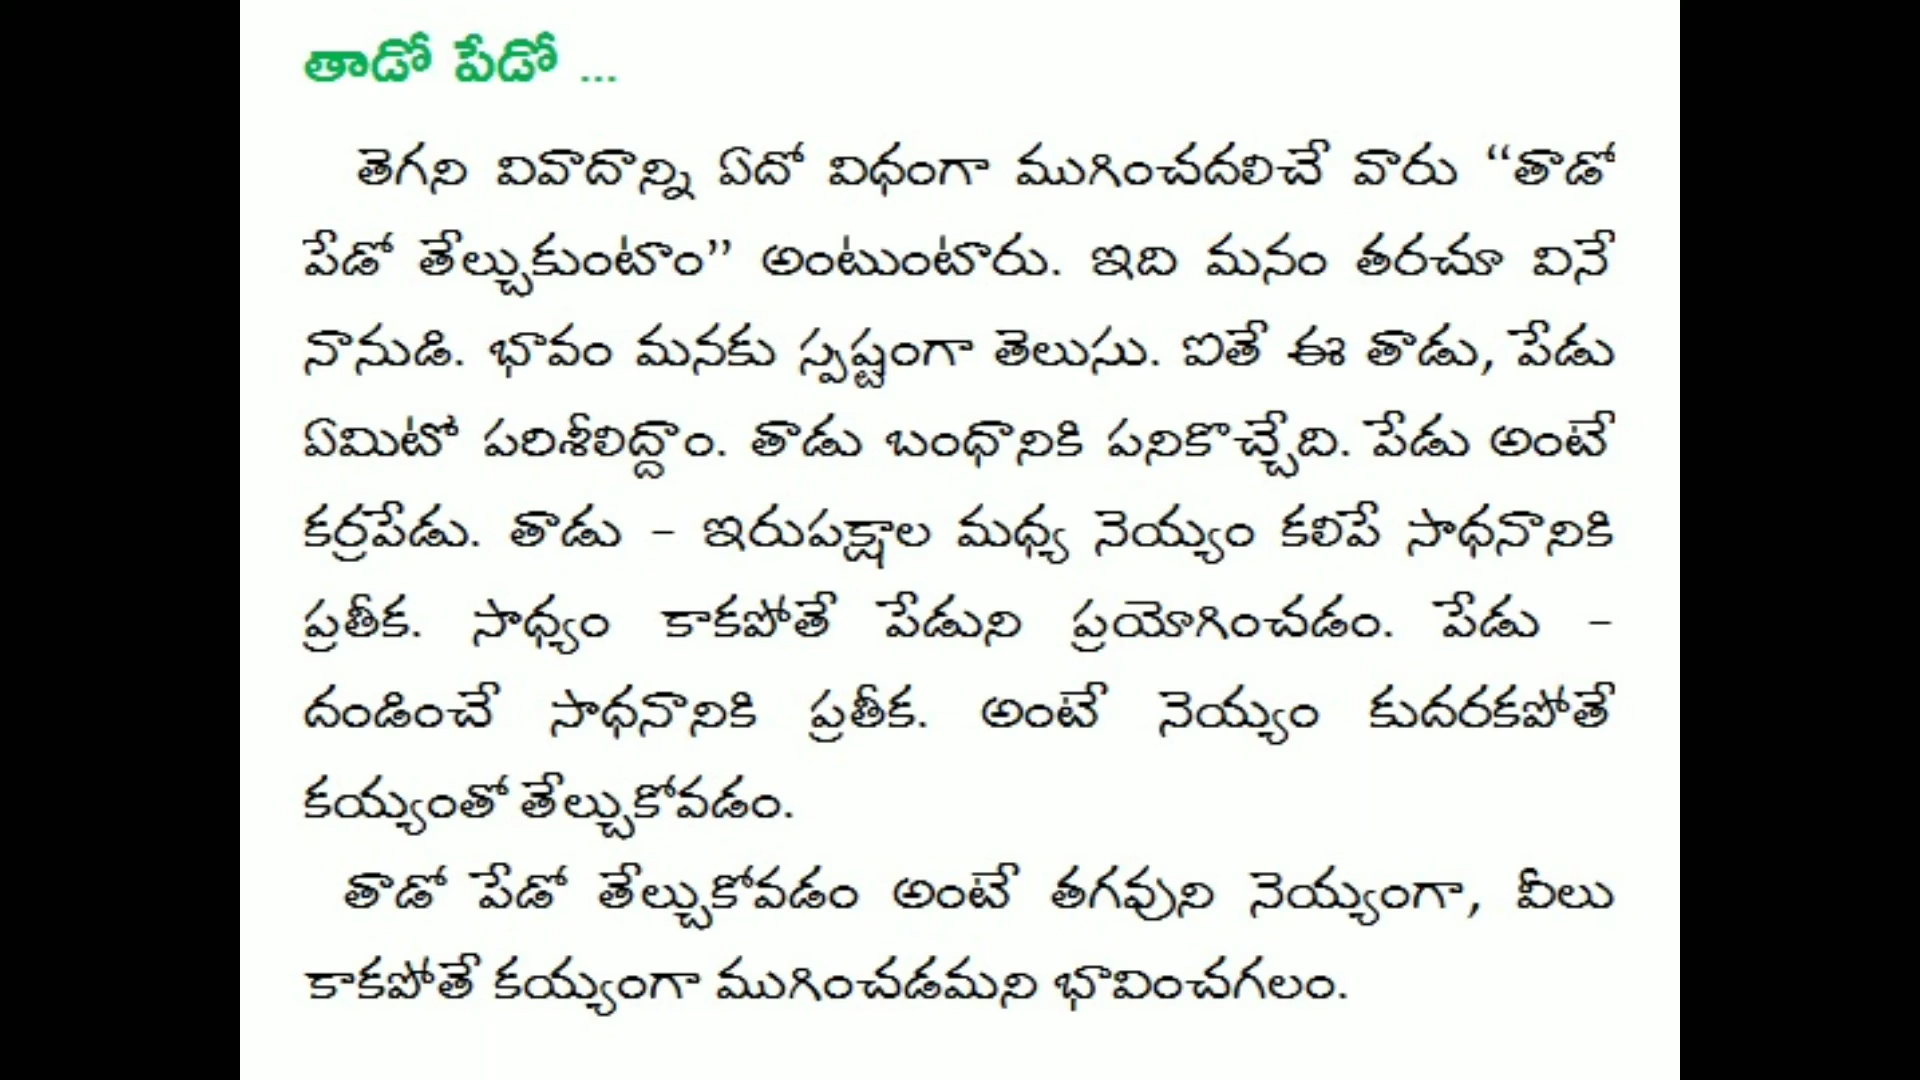 తాడో పేడో ...
తెగని వివాదాన్ని ఏదో విధంగా ముగించదలిచే వారు “తాడో
పేడో తేల్చుకుంటాం” అంటుంటారు. ఇది మనం తరచూ వినే
నానుడి. భావం మనకు స్పష్టంగా తెలుసు. ఐతే ఈ తాడు, పేడు
ఏమిటో పరిశీలిద్దాం. తాడు బంధానికి పనికొచ్చేది. పేడు అంటే
కర్రపేడు. తాడు - ఇరుపక్షాల మధ్య నెయ్యం కలిపే సాధనానికి
ప్రతీక. సాధ్యం కాకపోతే పేడుని ప్రయోగించడం. పేడు -
దండించే సాధనానికి ప్రతీక. అంటే నెయ్యం కుదరకపోతే
కయ్యంతో తేల్చుకోవడం.
తాడో పేడో తేల్చుకోవడం అంటే తగవుని నెయ్యంగా, వీలు
కాకపోతే కయ్యంగా ముగించడమని భావించగలం.